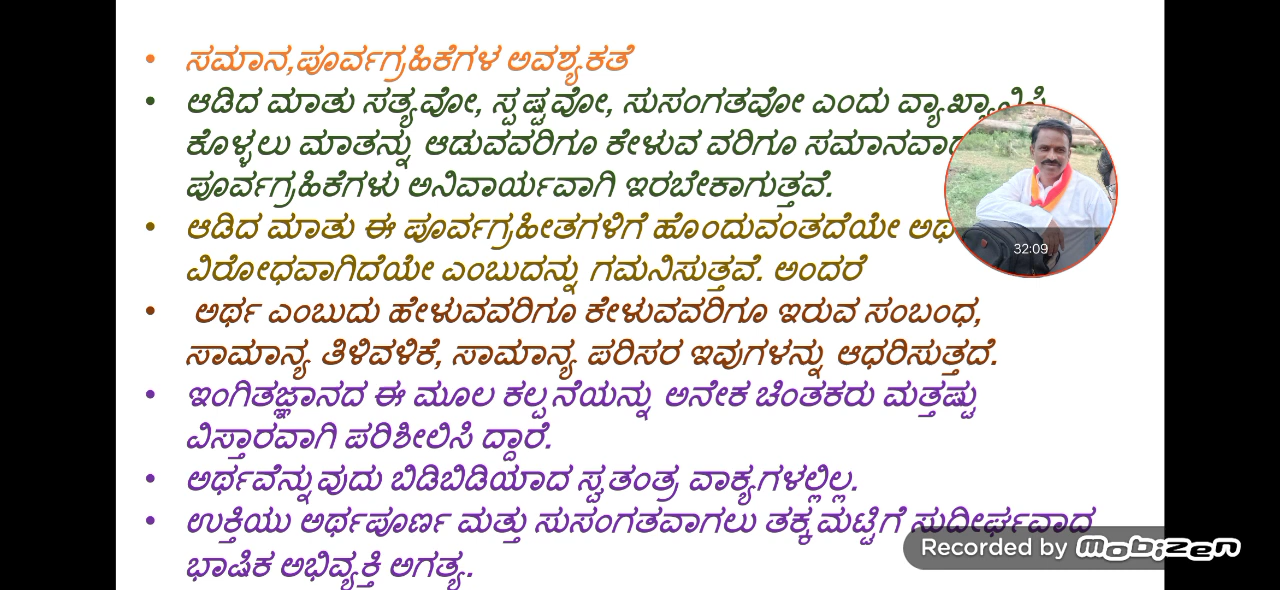 ಸಮಾನ,ಪೂರ್ವಗ್ರಹಿಕೆಗಳ ಅವಶ್ಯಕತೆ
ಆಡಿದ ಮಾತು ಸತ್ಯವೋ, ಸ್ಪಷ್ಟವೋ, ಸುಸಂಗತವೋ ಎಂದು
ಕೊಳ್ಳಲು ಮಾತನ್ನು ಆಡುವವರಿಗೂ ಕೇಳುವ ವರಿಗೂ
ಪೂರ್ವಗ್ರಹಿಕೆಗಳು ಅನಿವಾರ್ಯವಾಗಿ ಇರಬೇಕಾಗುತ್ತವೆ.
ಆಡಿದ ಮಾತು ಈ ಪೂರ್ವಗ್ರಹೀತಗಳಿಗೆ ಹೊಂದುವಂತದೆಯೇ
ವಿರೋಧವಾಗಿದೆಯೇ ಎಂಬುದನ್ನು ಗಮನಿಸುತ್ತವೆ. ಅಂದರೆ
ಅರ್ಥ ಎಂಬುದು ಹೇಳುವವರಿಗೂ ಕೇಳುವವರಿಗೂ ಇರುವ ಸಂಬಂಧ,
ಸಾಮಾನ್ಯ ತಿಳಿವಳಿಕೆ, ಸಾಮಾನ್ಯ ಪರಿಸರ ಇವುಗಳನ್ನು ಆಧರಿಸುತ್ತದೆ.
ಇಂಗಿತಜ್ಞಾನದ ಈ ಮೂಲ ಕಲ್ಪನೆಯನ್ನು ಅನೇಕ ಚಿಂತಕರು ಮತ್ತಷ್ಟು
ವಿಸ್ತಾರವಾಗಿ ಪರಿಶೀಲಿಸಿ ದ್ದಾರೆ.
ಅರ್ಥವೆನ್ನುವುದು ಬಿಡಿಬಿಡಿಯಾದ ಸ್ವತಂತ್ರ ವಾಕ್ಯಗಳಲ್ಲಿಲ್ಲ.
ಉಕ್ತಿಯು ಅರ್ಥಪೂರ್ಣ ಮತ್ತು ಸುಸಂಗತವಾಗಲು ತಕ್ಕಮಟ್ಟಿಗೆ ಸುದೀರ್ಘವಾದ
ಭಾಷಿಕ ಅಭಿವ್ಯಕ್ತಿ ಅಗತ್ಯ.
32:09
Recorded by mobizen